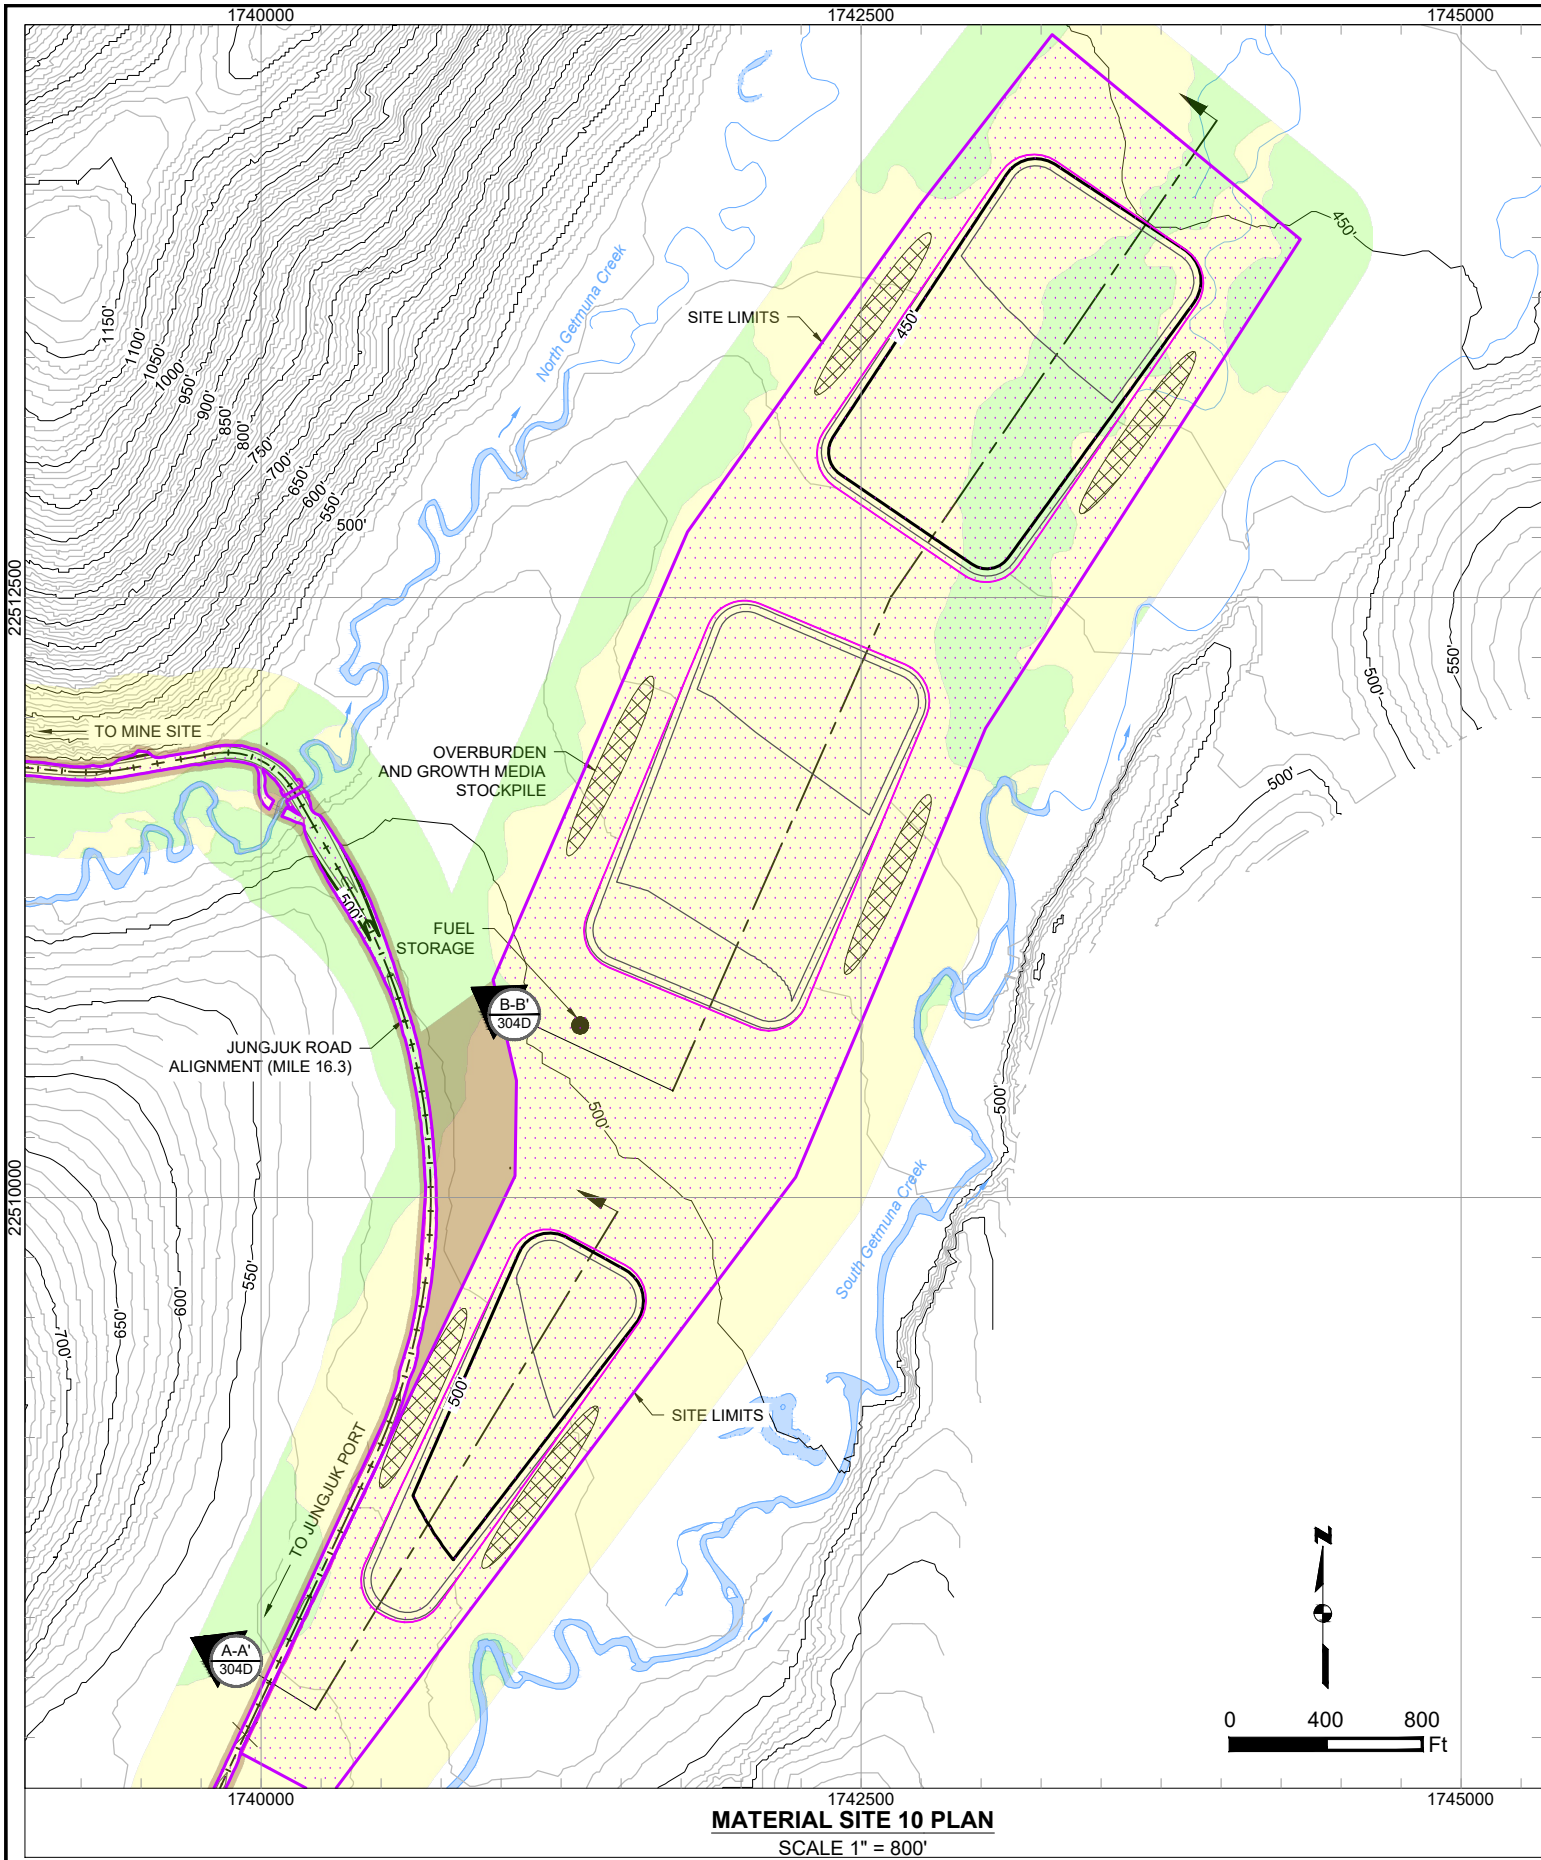 1740000
1742500
1745000
450'
1150'
1100'
1050'
1000'
950'
900'
850'
800'
750'
700'
650'
600'
550'
500'
North Getmuna Creek
SITE LIMITS
450'
2512500
500'
550'
TO MINE SITE
OVERBURDEN
AND GROWTH MEDIA
STOCKPILE
500'
500'
FUEL
STORAGE
B-B'
304D
JUNGJUK ROAD
ALIGNMENT (MILE 16.3)
500'
500'
22510000
South Getmuna Creek
550'
600'
650'
700'
500'
SITE LIMITS
TO JUNGJUK PORT
A-A'
304D
N
0 400 800
Ft
1740000
1742500
1745000
MATERIAL SITE 10 PLAN
SCALE 1" = 800'